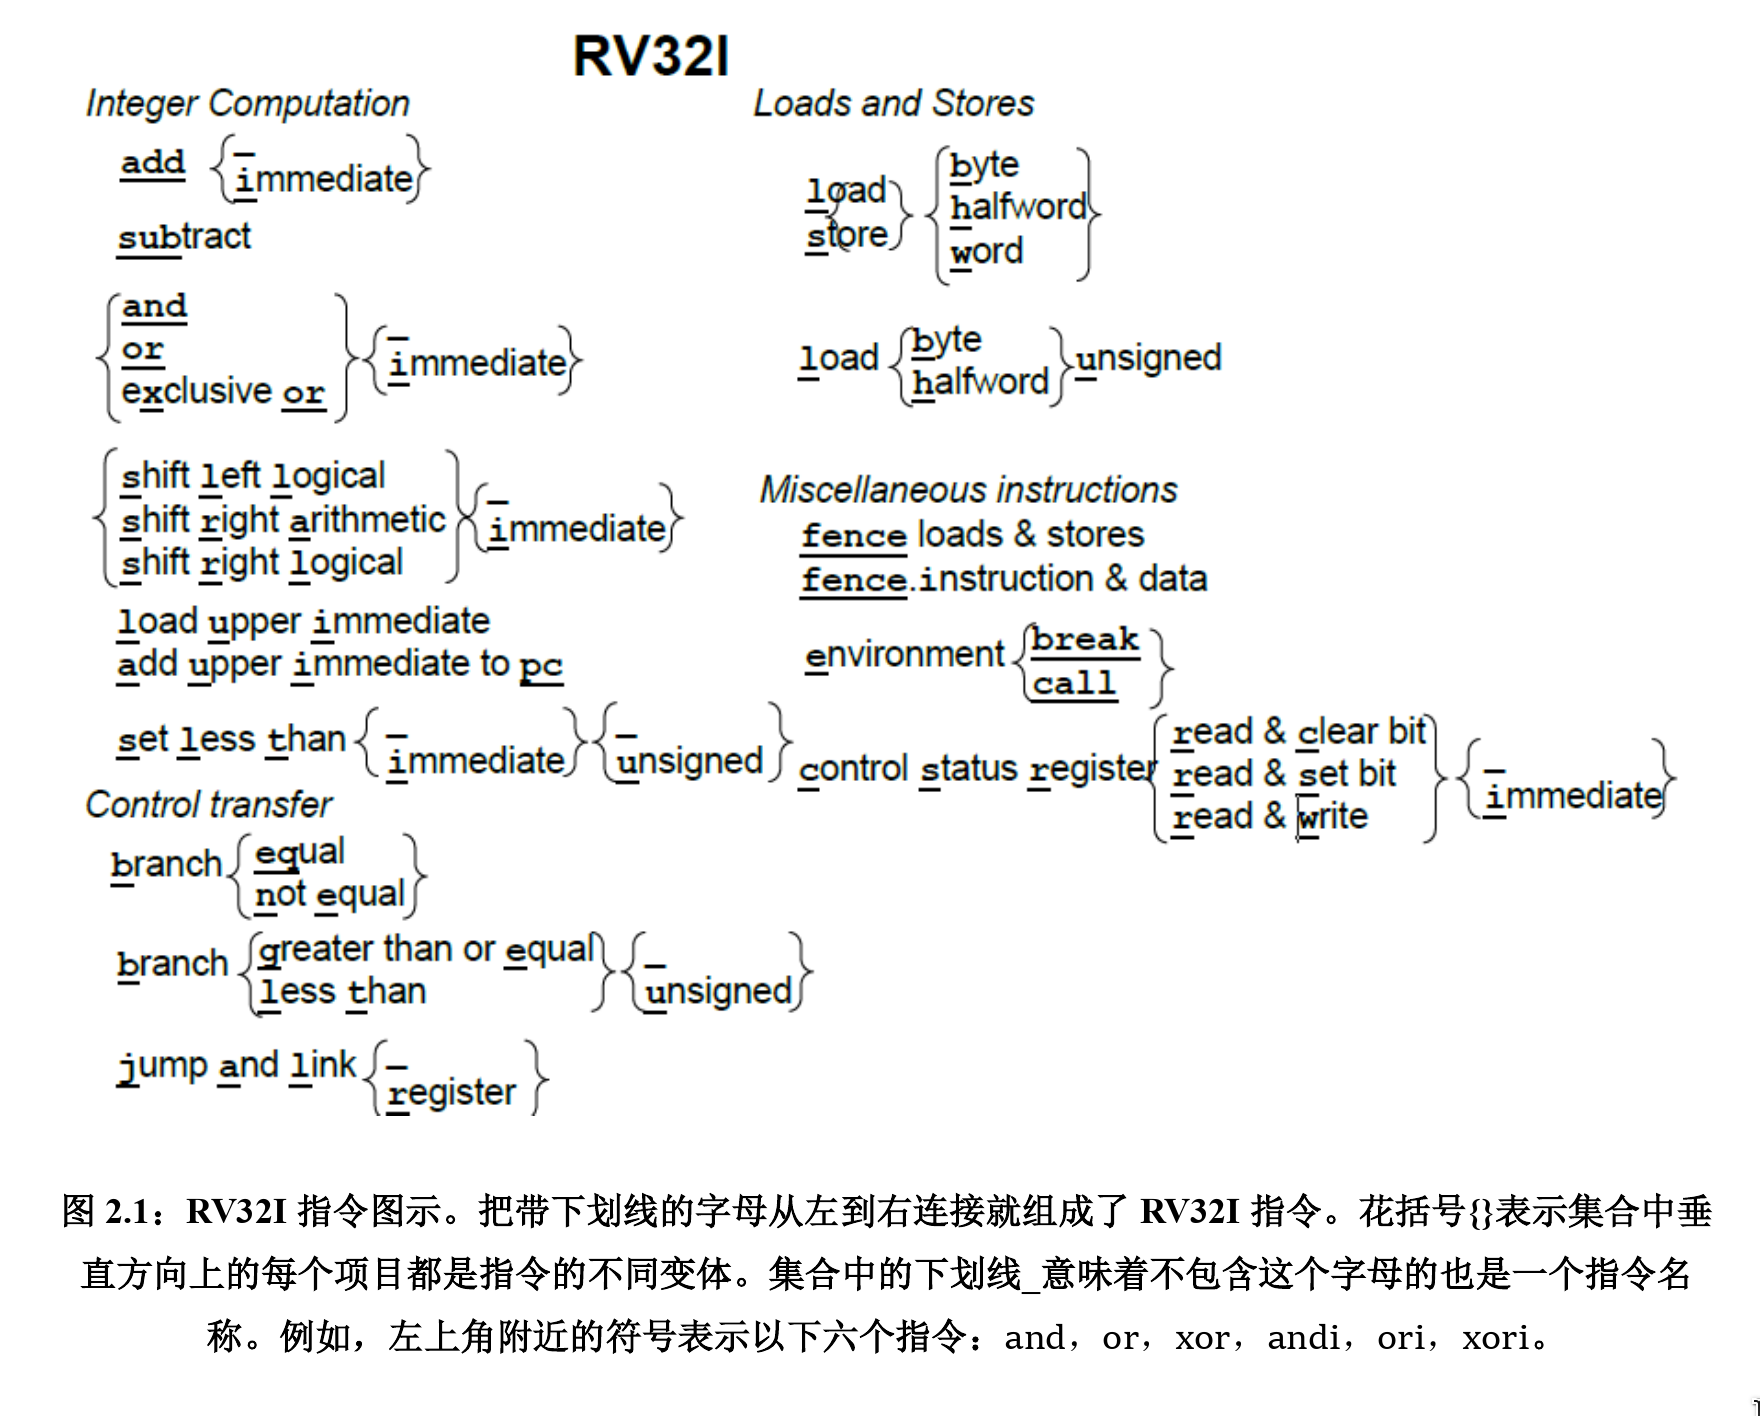 RV32I
Integer Computation
add { _
immediate }
subtract
{ and
or
exclusive or } { _
immediate }
{ shift left logical
shift right arithmetic
shift right logical } { _
immediate }
load upper immediate
add upper immediate to pc
set less than { _
immediate } { _
unsigned }
Control transfer
branch { equal
not equal }
branch { greater than or equal
less than } { _
unsigned }
jump and link { _
register }
Loads and Stores
{ load
store } { byte
halfword
word }
load { byte
halfword } unsigned
Miscellaneous instructions
fence loads & stores
fence.instruction & data
environment { break
call }
control status register { read & clear bit
read & set bit
read & write } { _
immediate }
图 2.1：RV32I 指令图示。把带下划线的字母从左到右连接就组成了 RV32I 指令。花括号{}表示集合中垂
直方向上的每个项目都是指令的不同变体。集合中的下划线_意味着不包含这个字母的也是一个指令名
称。例如，左上角附近的符号表示以下六个指令：and，or，xor，andi，ori，xori。